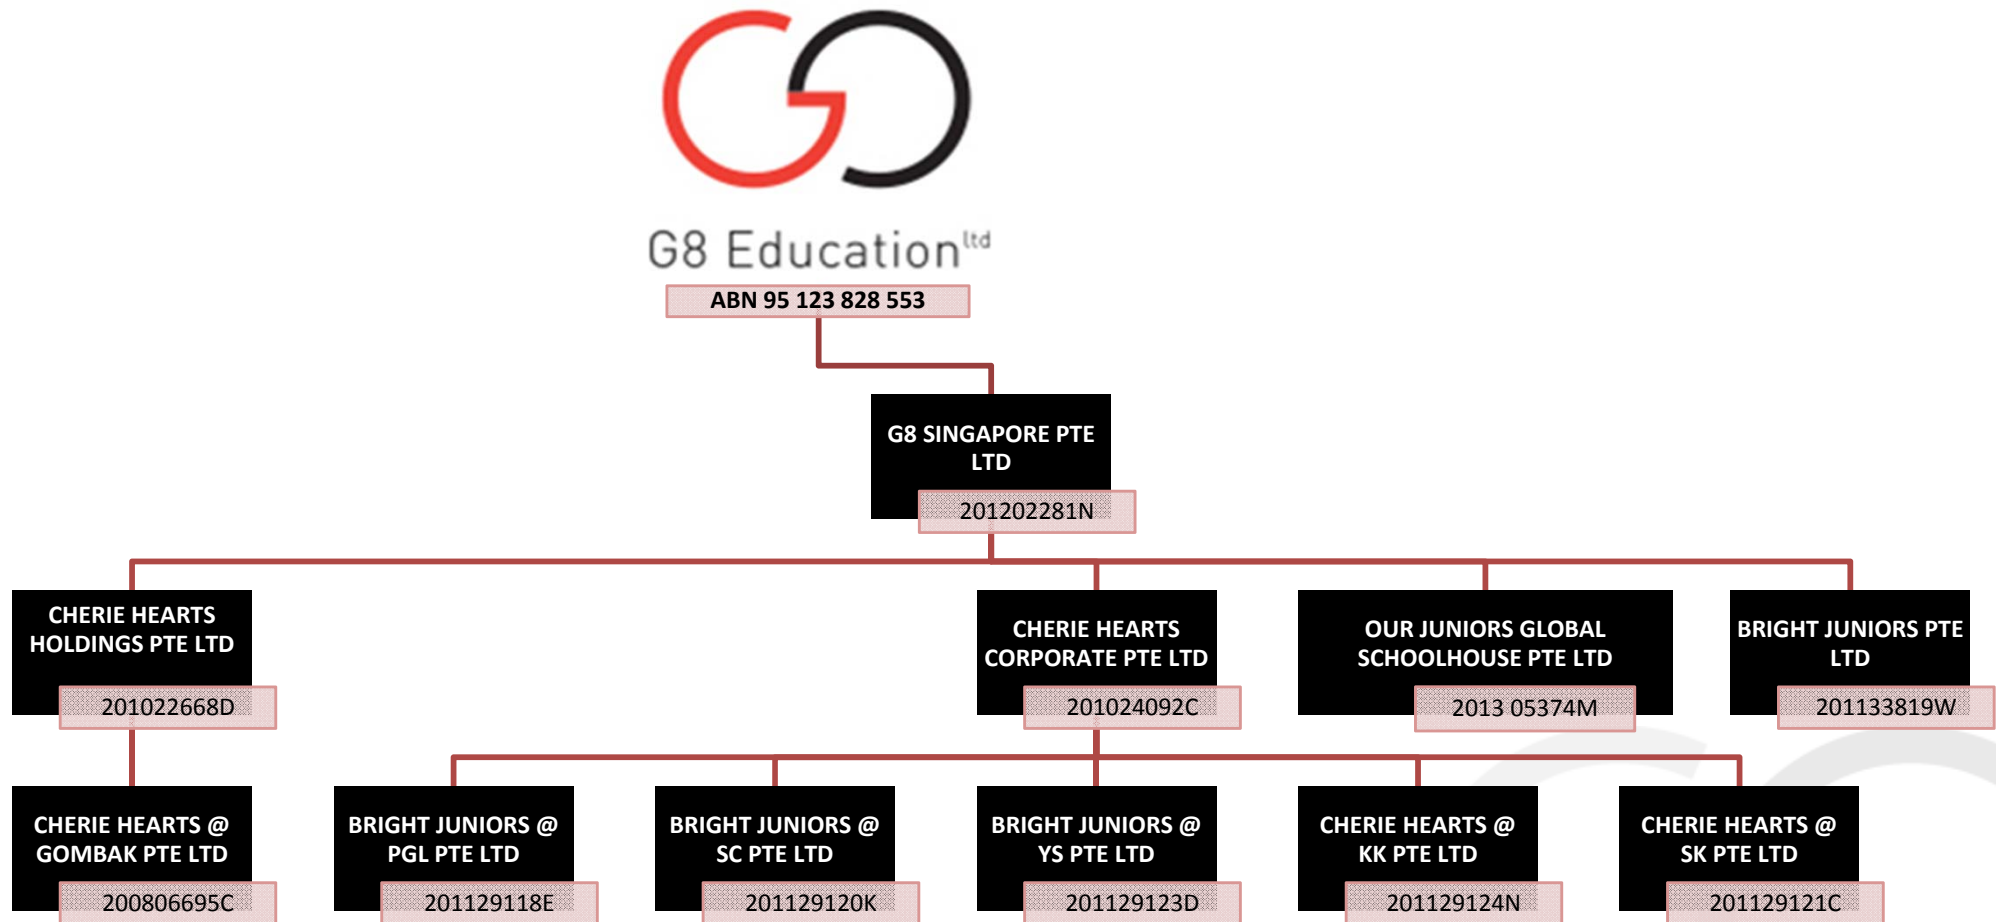 G8 Education ltd
ABN 95 123 828 553
G8 SINGAPORE PTE
LTD
201202281N
CHERIE HEARTS
HOLDINGS PTE LTD
201022668D
CHERIE HEARTS
CORPORATE PTE LTD
201024092C
OUR JUNIORS GLOBAL
SCHOOLHOUSE PTE LTD
2013 05374M
BRIGHT JUNIORS PTE
LTD
201133819W
CHERIE HEARTS @
GOMBAK PTE LTD
200806695C
BRIGHT JUNIORS @
PGL PTE LTD
201129118E
BRIGHT JUNIORS @
SC PTE LTD
201129120K
BRIGHT JUNIORS @
YS PTE LTD
201129123D
CHERIE HEARTS @
KK PTE LTD
201129124N
CHERIE HEARTS @
SK PTE LTD
201129121C